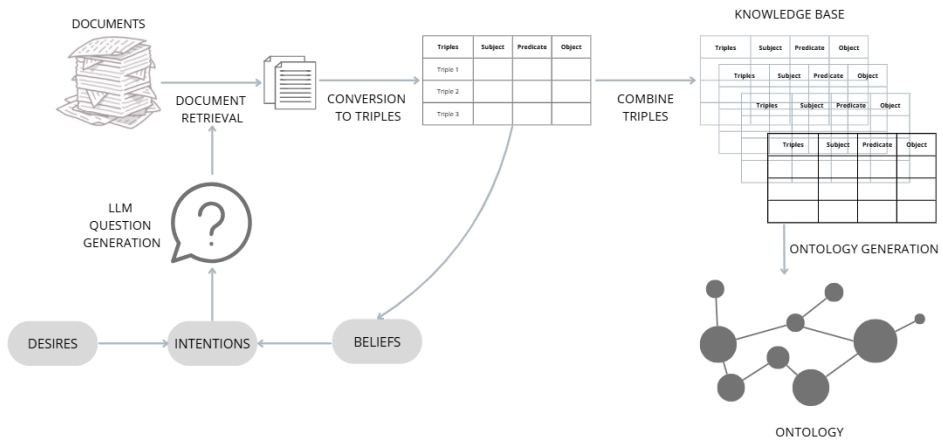 DOCUMENTS
DOCUMENT
RETRIEVAL
CONVERSION
TO TRIPLES
Triples Subject Predicate Object
Triple 1
Triple 2
Triple 3
COMBINE
TRIPLES
KNOWLEDGE BASE
Triples Subject Predicate Object
Triples Subject Predicate Object
Triples Subject Predicate Object
Triples Subject Predicate Object
LLM
QUESTION
GENERATION
?
ONTOLOGY GENERATION
DESIRES
INTENTIONS
BELIEFS
ONTOLOGY